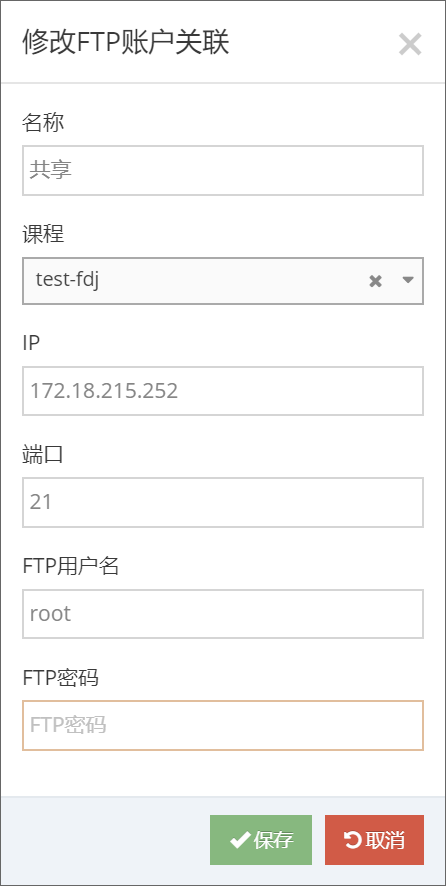 修改FTP账户关联
名称
共享
课程
test-fdj
IP
172.18.215.252
端口
21
FTP用户名
root
FTP密码
FTP密码
保存 取消